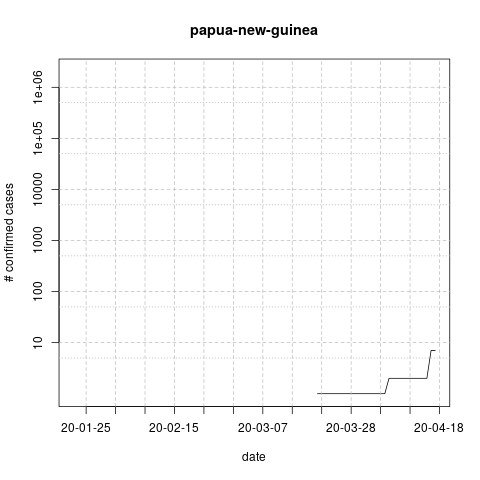 papua-new-guinea
# confirmed cases
1e+06
1e+05
10000
1000
100
10
20-01-25
20-02-15
20-03-07
20-03-28
20-04-18
date